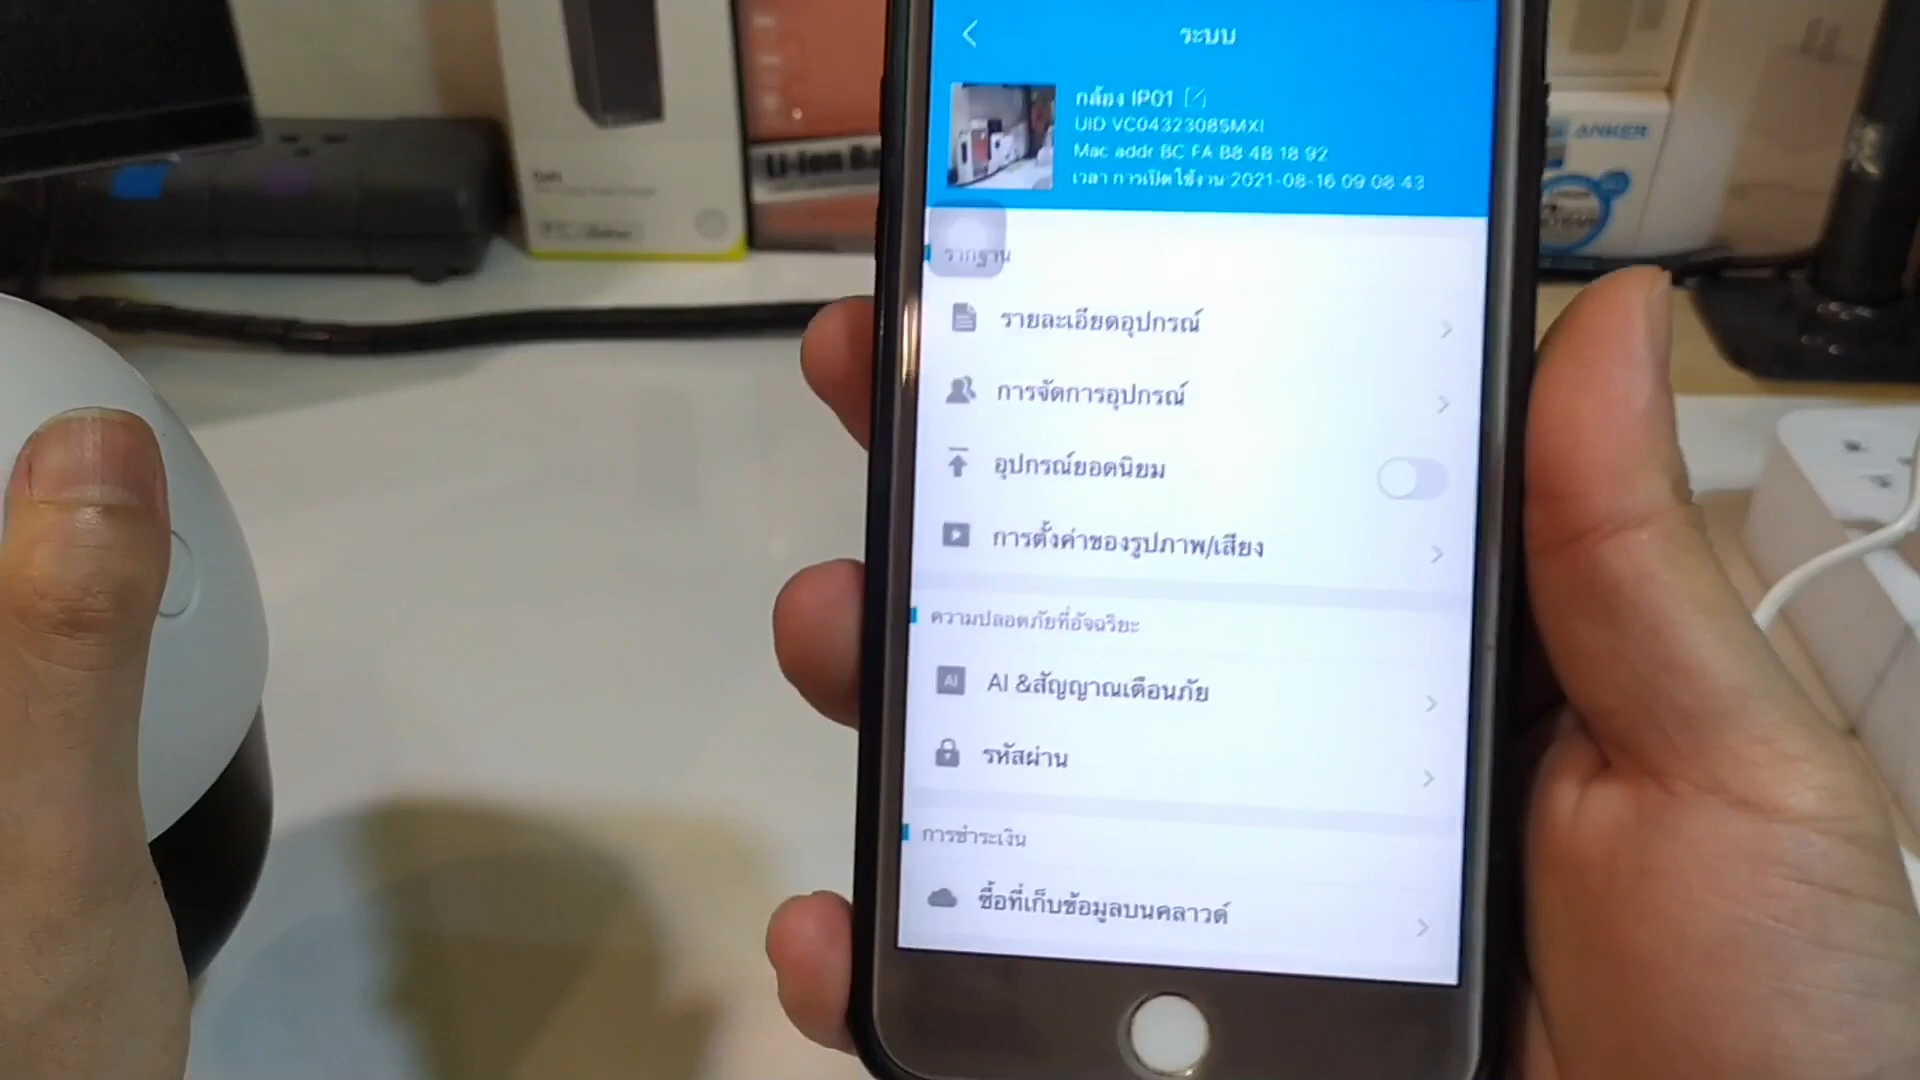 ระบบ
กล้อง IP01
UID VC04323085MXI
Mac addr BC FA B8 4B 18 92
เวลา การเปิดใช้งาน 2021-08-16 09 08 43
รากฐาน
รายละเอียดอุปกรณ์
การจัดการอุปกรณ์
อุปกรณ์ยอดนิยม
การตั้งค่าของรูปภาพ/เสียง
ความปลอดภัยที่อัจฉริยะ
AI
AI &สัญญาณเตือนภัย
รหัสผ่าน
การชำระเงิน
ซื้อที่เก็บข้อมูลบนคลาวด์
Li-Ion
ANKER